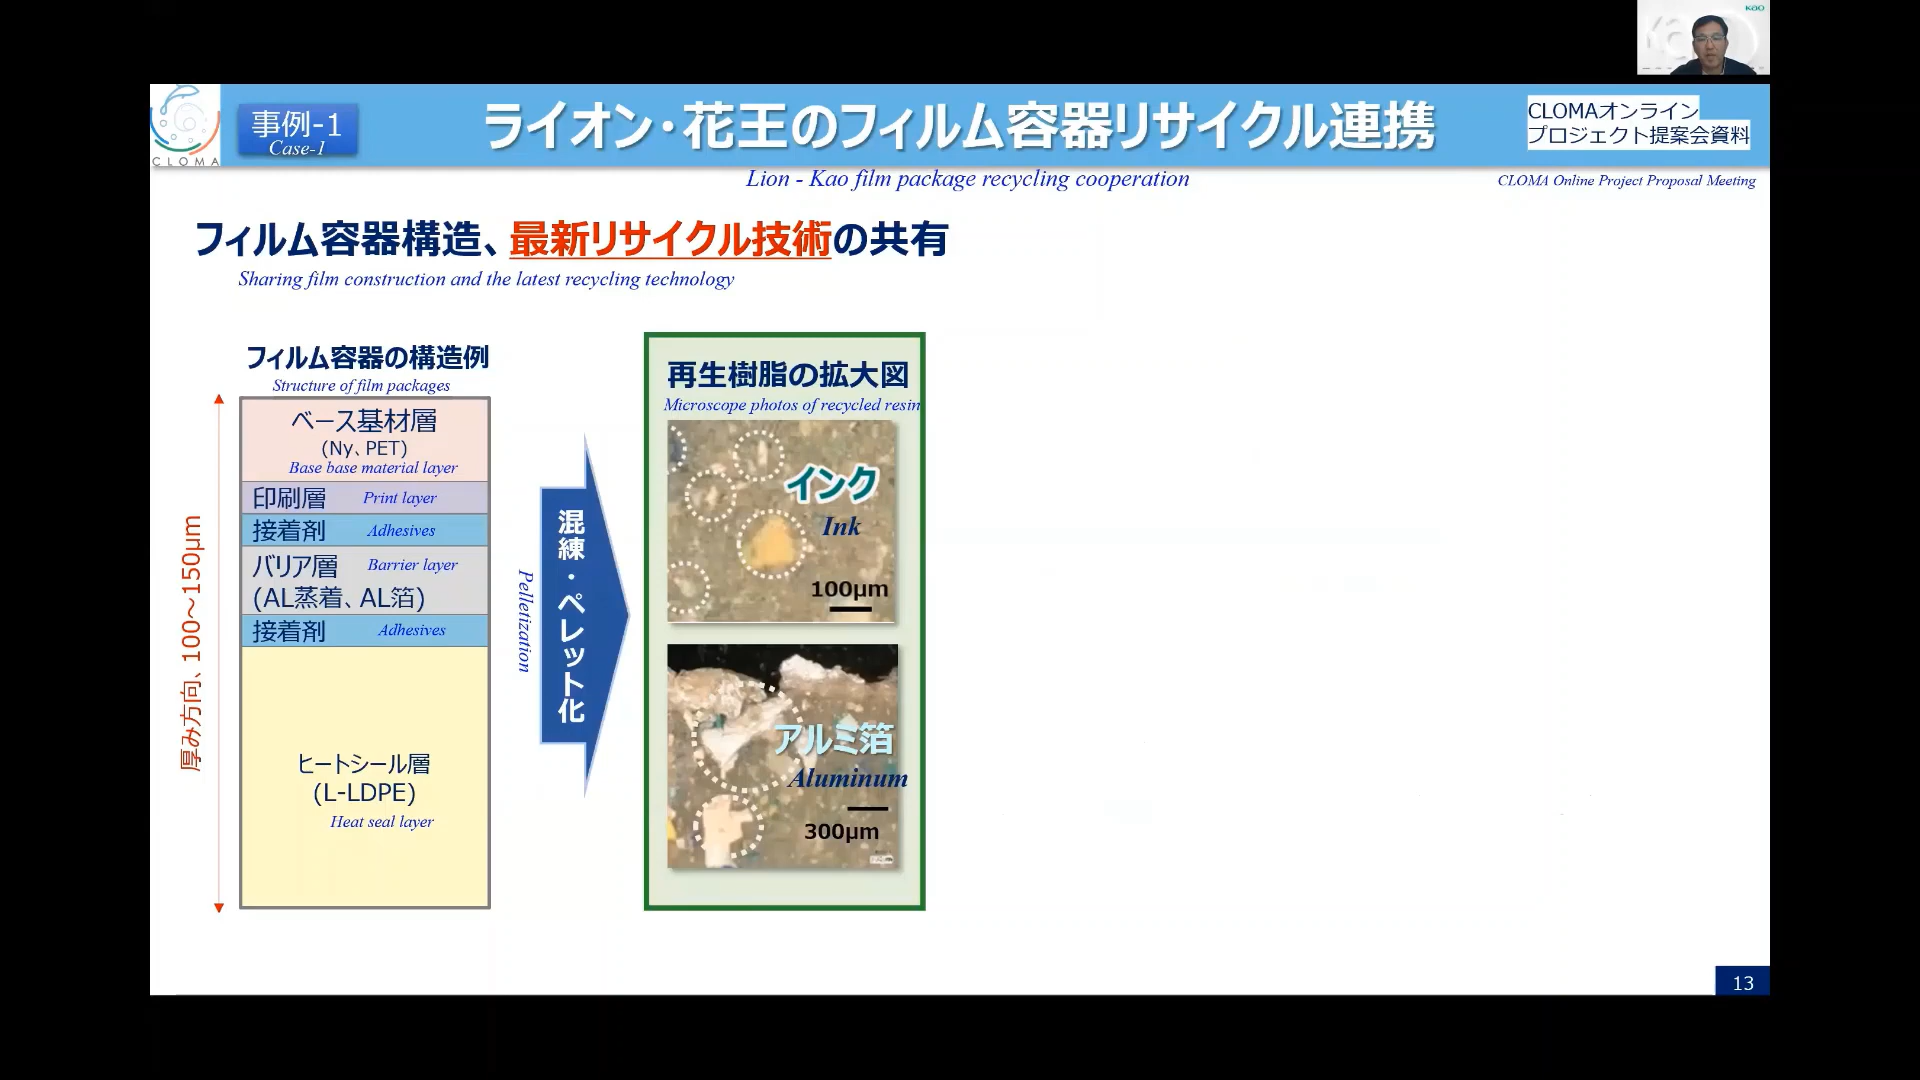 Kao
CLOMA
事例-1
Case-1
ライオン・花王のフィルム容器リサイクル連携
CLOMAオンライン
プロジェクト提案会資料
Lion - Kao film package recycling cooperation
CLOMA Online Project Proposal Meeting
フィルム容器構造、最新リサイクル技術の共有
Sharing film construction and the latest recycling technology
フィルム容器の構造例
Structure of film packages
厚み方向、100～150μm
ベース基材層
(Ny、PET)
Base base material layer
印刷層 Print layer
接着剤 Adhesives
バリア層 Barrier layer
(AL蒸着、AL箔)
接着剤 Adhesives
ヒートシール層
(L-LDPE)
Heat seal layer
混練・ペレット化
Pelletization
再生樹脂の拡大図
Microscope photos of recycled resin
インク
Ink
100μm
アルミ箔
Aluminum
300μm
13